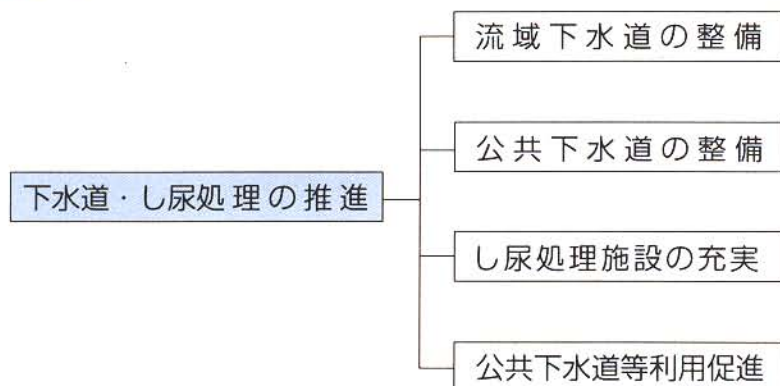 流域下水道の整備
公共下水道の整備
下水道・し尿処理の推進
し尿処理施設の充実
公共下水道等利用促進